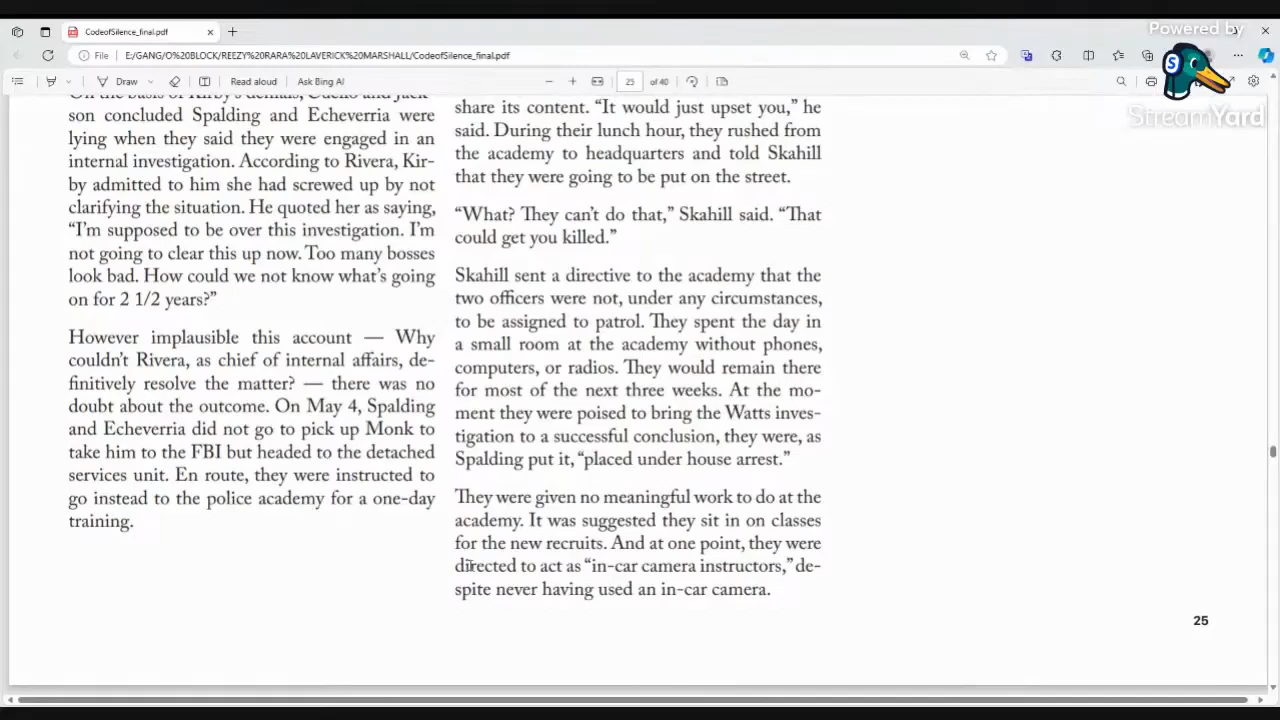 CodeofSilence_final.pdf
Powered by
File
E:/GANG/O%20BLOCK/REEZY%20RARA%20LAVERICK%20MARSHALL/CodeofSilence_final.pdf
Draw
Read aloud
Ask Bing AI
25
of 40
StreamYard
son concluded Spalding and Echeverria were
lying when they said they were engaged in an
internal investigation. According to Rivera, Kir-
by admitted to him she had screwed up by not
clarifying the situation. He quoted her as saying,
“I’m supposed to be over this investigation. I’m
not going to clear this up now. Too many bosses
look bad. How could we not know what’s going
on for 2 1/2 years?”
However implausible this account — Why
couldn’t Rivera, as chief of internal affairs, de-
finitively resolve the matter? — there was no
doubt about the outcome. On May 4, Spalding
and Echeverria did not go to pick up Monk to
take him to the FBI but headed to the detached
services unit. En route, they were instructed to
go instead to the police academy for a one-day
training.
share its content. “It would just upset you,” he
said. During their lunch hour, they rushed from
the academy to headquarters and told Skahill
that they were going to be put on the street.
“What? They can’t do that,” Skahill said. “That
could get you killed.”
Skahill sent a directive to the academy that the
two officers were not, under any circumstances,
to be assigned to patrol. They spent the day in
a small room at the academy without phones,
computers, or radios. They would remain there
for most of the next three weeks. At the mo-
ment they were poised to bring the Watts inves-
tigation to a successful conclusion, they were, as
Spalding put it, “placed under house arrest.”
They were given no meaningful work to do at the
academy. It was suggested they sit in on classes
for the new recruits. And at one point, they were
directed to act as “in-car camera instructors,” de-
spite never having used an in-car camera.
25